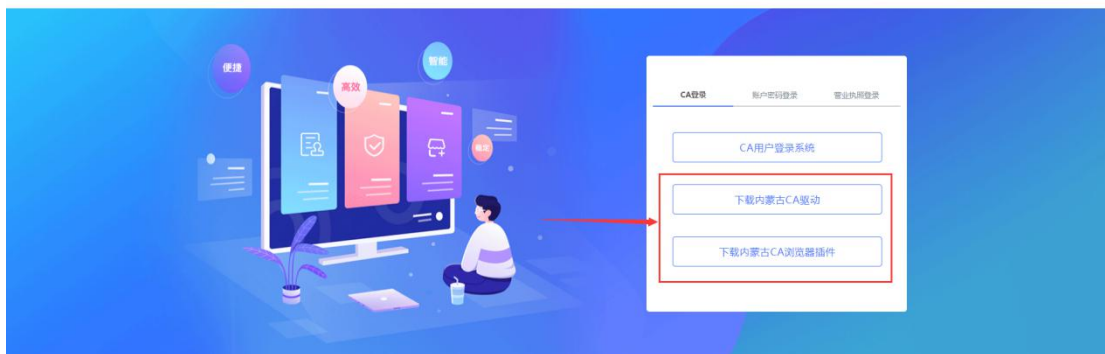 便捷
高效
智能
稳定
CA登录 账户密码登录 营业执照登录
CA用户登录系统
下载内蒙古CA驱动
下载内蒙古CA浏览器插件